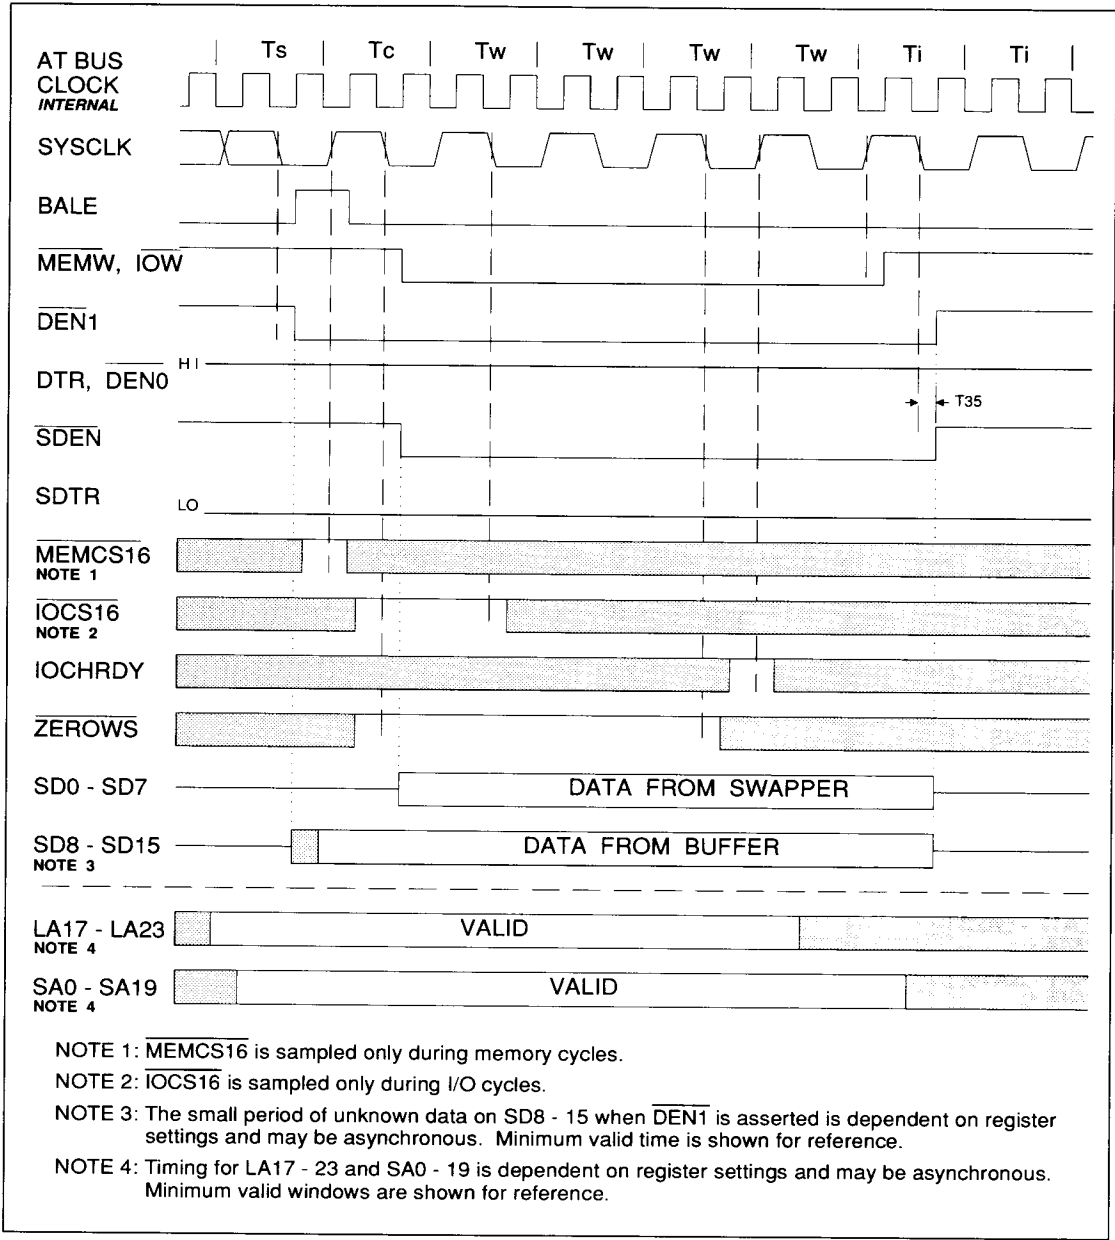 Ts Tc Tw Tw Tw Tw Ti Ti
AT BUS
CLOCK
INTERNAL
SYSCLK
BALE
MEMW, IOW
DEN1
HI
DTR, DEN0
T35
SDEN
SDTR
LO
MEMCS16
NOTE 1
IOCS16
NOTE 2
IOCHRDY
ZEROWS
SD0 - SD7 DATA FROM SWAPPER
SD8 - SD15 DATA FROM BUFFER
NOTE 3
LA17 - LA23 VALID
NOTE 4
SA0 - SA19 VALID
NOTE 4
NOTE 1: MEMCS16 is sampled only during memory cycles.
NOTE 2: IOCS16 is sampled only during I/O cycles.
NOTE 3: The small period of unknown data on SD8 - 15 when DEN1 is asserted is dependent on register
settings and may be asynchronous. Minimum valid time is shown for reference.
NOTE 4: Timing for LA17 - 23 and SA0 - 19 is dependent on register settings and may be asynchronous.
Minimum valid windows are shown for reference.